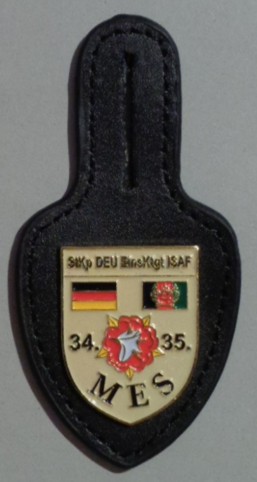 StKp DEU EinsKtgt ISAF
34. 35.
MES